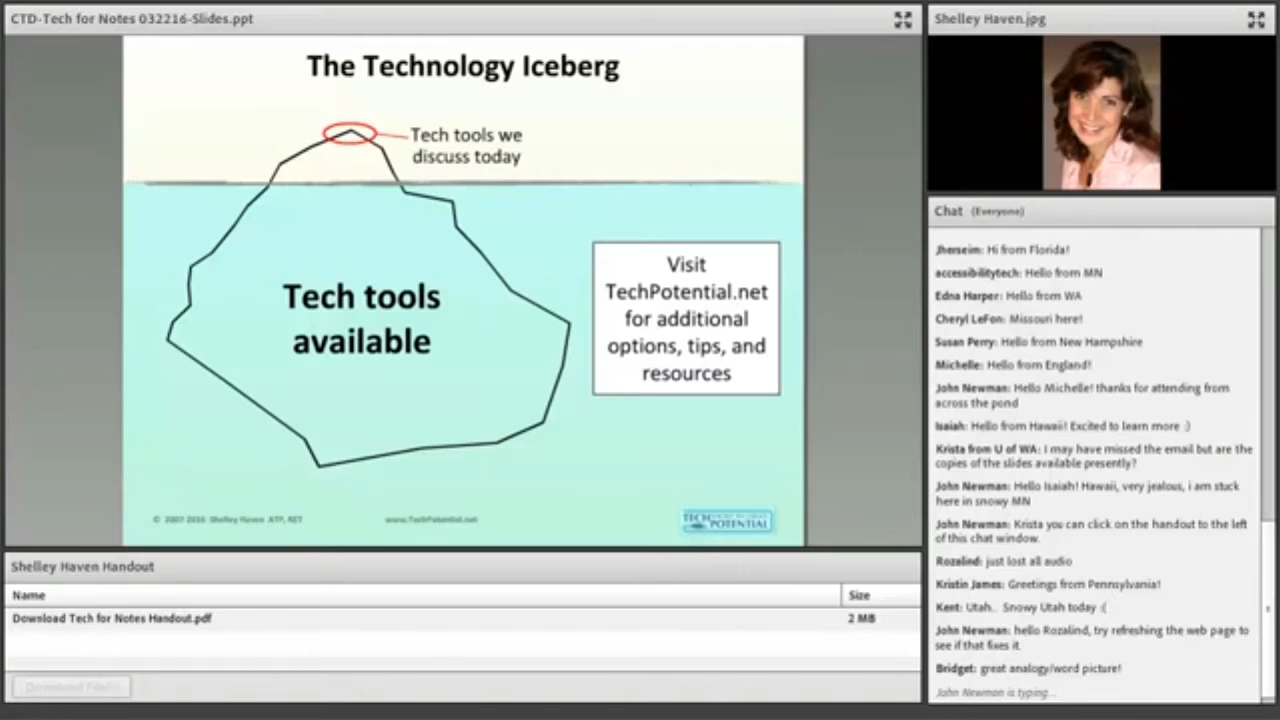 CTD-Tech for Notes 032216-Slides.ppt
The Technology Iceberg
Tech tools we
discuss today
Tech tools
available
Visit
TechPotential.net
for additional
options, tips, and
resources
© 2007-2016 Shelley Haven ATP, RET
www.TechPotential.net
TECH POTENTIAL
Shelley Haven Handout
Name
Size
Download Tech for Notes Handout.pdf
2 MB
Download File(s)
Shelley Haven.jpg
Chat (Everyone)
Jherseim: Hi from Florida!
accessibilitytech: Hello from MN
Edna Harper: Hello from WA
Cheryl LeFon: Missouri here!
Susan Perry: Hello from New Hampshire
Michelle: Hello from England!
John Newman: Hello Michelle! thanks for attending from
across the pond
Isaiah: Hello from Hawaii! Excited to learn more :)
Krista from U of WA: I may have missed the email but are the
copies of the slides available presently?
John Newman: Hello Isaiah! Hawaii, very jealous, i am stuck
here in snowy MN
John Newman: Krista you can click on the handout to the left
of this chat window.
Rozalind: just lost all audio
Kristin James: Greetings from Pennsylvania!
Kent: Utah.. Snowy Utah today :(
John Newman: hello Rozalind, try refreshing the web page to
see if that fixes it
Bridget: great analogy/word picture!
John Newman is typing...